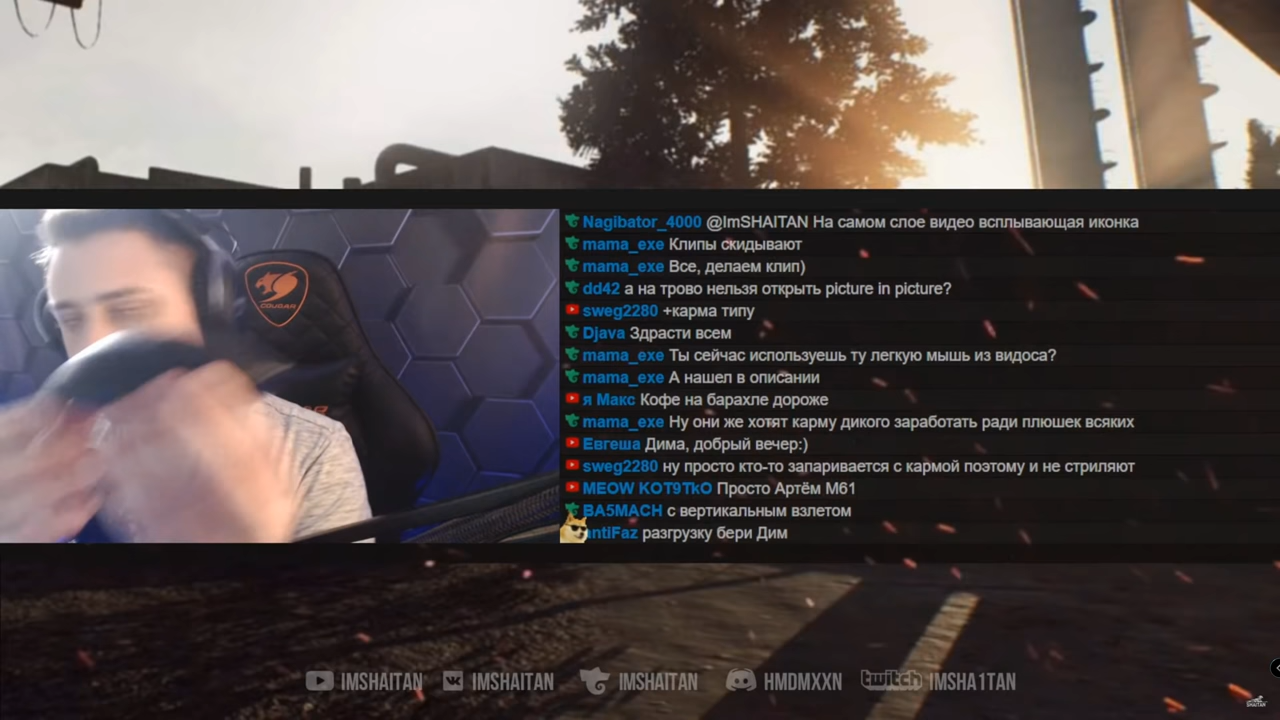 Nagibator_4000 @ImSHAITAN На самом слое видео всплывающая иконка
mama_exe Клипы скидывают
mama_exe Все, делаем клип)
dd42 а на трово нельзя открыть picture in picture?
sweg2280 +карма типу
Djava Здрасти всем
mama_exe Ты сейчас используешь ту легкую мышь из видоса?
mama_exe А нашел в описании
я Макс Кофе на барахле дороже
mama_exe Ну они же хотят карму дикого заработать ради плюшек всяких
Евгеша Дима, добрый вечер:)
sweg2280 ну просто кто-то запаривается с кармой поэтому и не стриляют
MEOW KOT9TkO Просто Артём М61
BA5MACH с вертикальным взлетом
antiFaz разгрузку бери Дим
COUGAR
IMSHAITAN IMSHAITAN IMSHAITAN HMDMXXN twitch IMSHA1TAN
SHAITAN